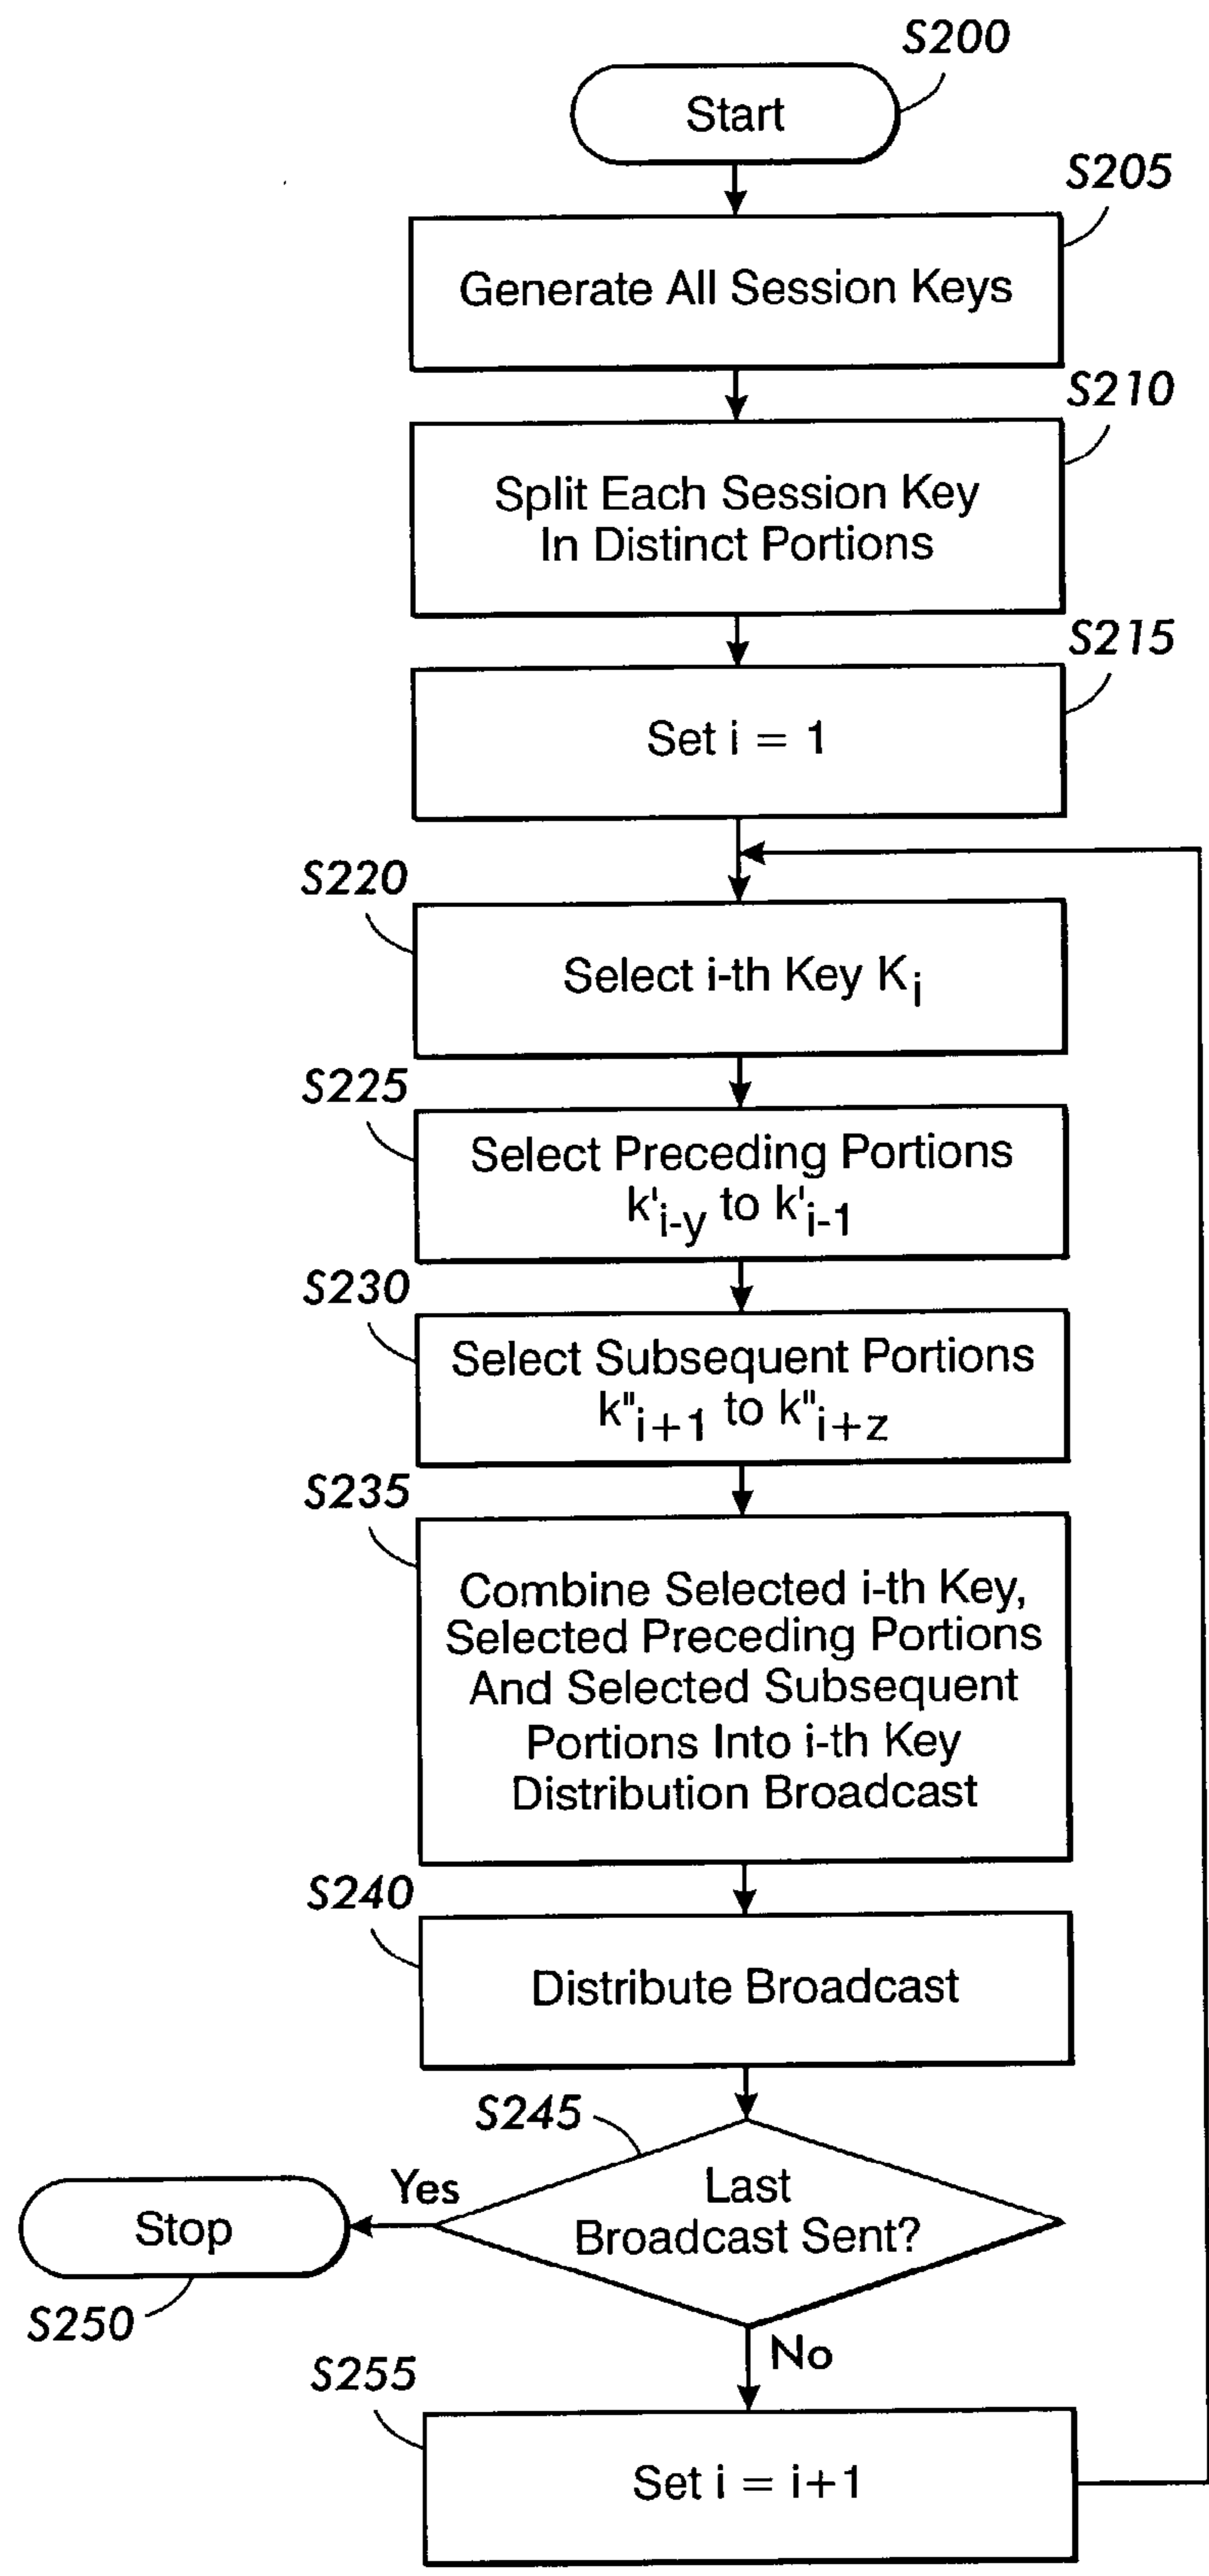 S200
Start
S205
Generate All Session Keys
S210
Split Each Session Key
In Distinct Portions
S215
Set i = 1
S220
Select i-th Key Ki
S225
Select Preceding Portions
k'i-y to k'i-1
S230
Select Subsequent Portions
k"i+1 to k"i+z
S235
Combine Selected i-th Key,
Selected Preceding Portions
And Selected Subsequent
Portions Into i-th Key
Distribution Broadcast
S240
Distribute Broadcast
S245
Last
Broadcast Sent?
Yes
Stop
S250
No
S255
Set i = i+1